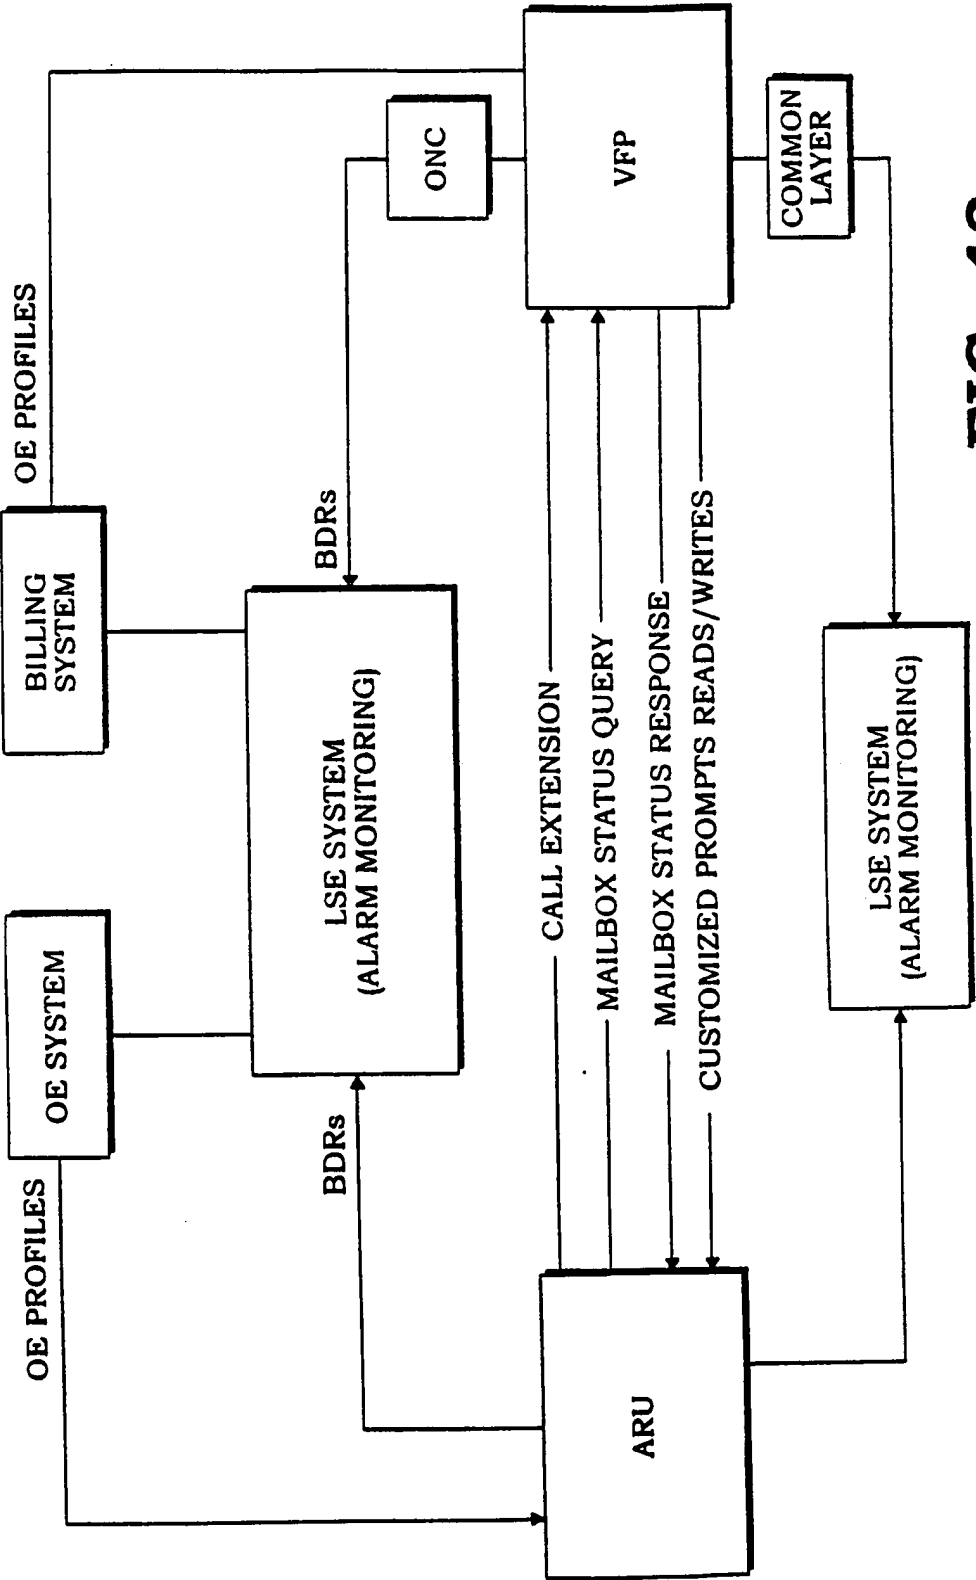 OE PROFILES
OE SYSTEM
BILLING
SYSTEM
OE PROFILES
BDRs
LSE SYSTEM
(ALARM MONITORING)
BDRs
ONC
ARU
CALL EXTENSION
MAILBOX STATUS QUERY
MAILBOX STATUS RESPONSE
CUSTOMIZED PROMPTS READS/WRITES
VFP
COMMON
LAYER
LSE SYSTEM
(ALARM MONITORING)